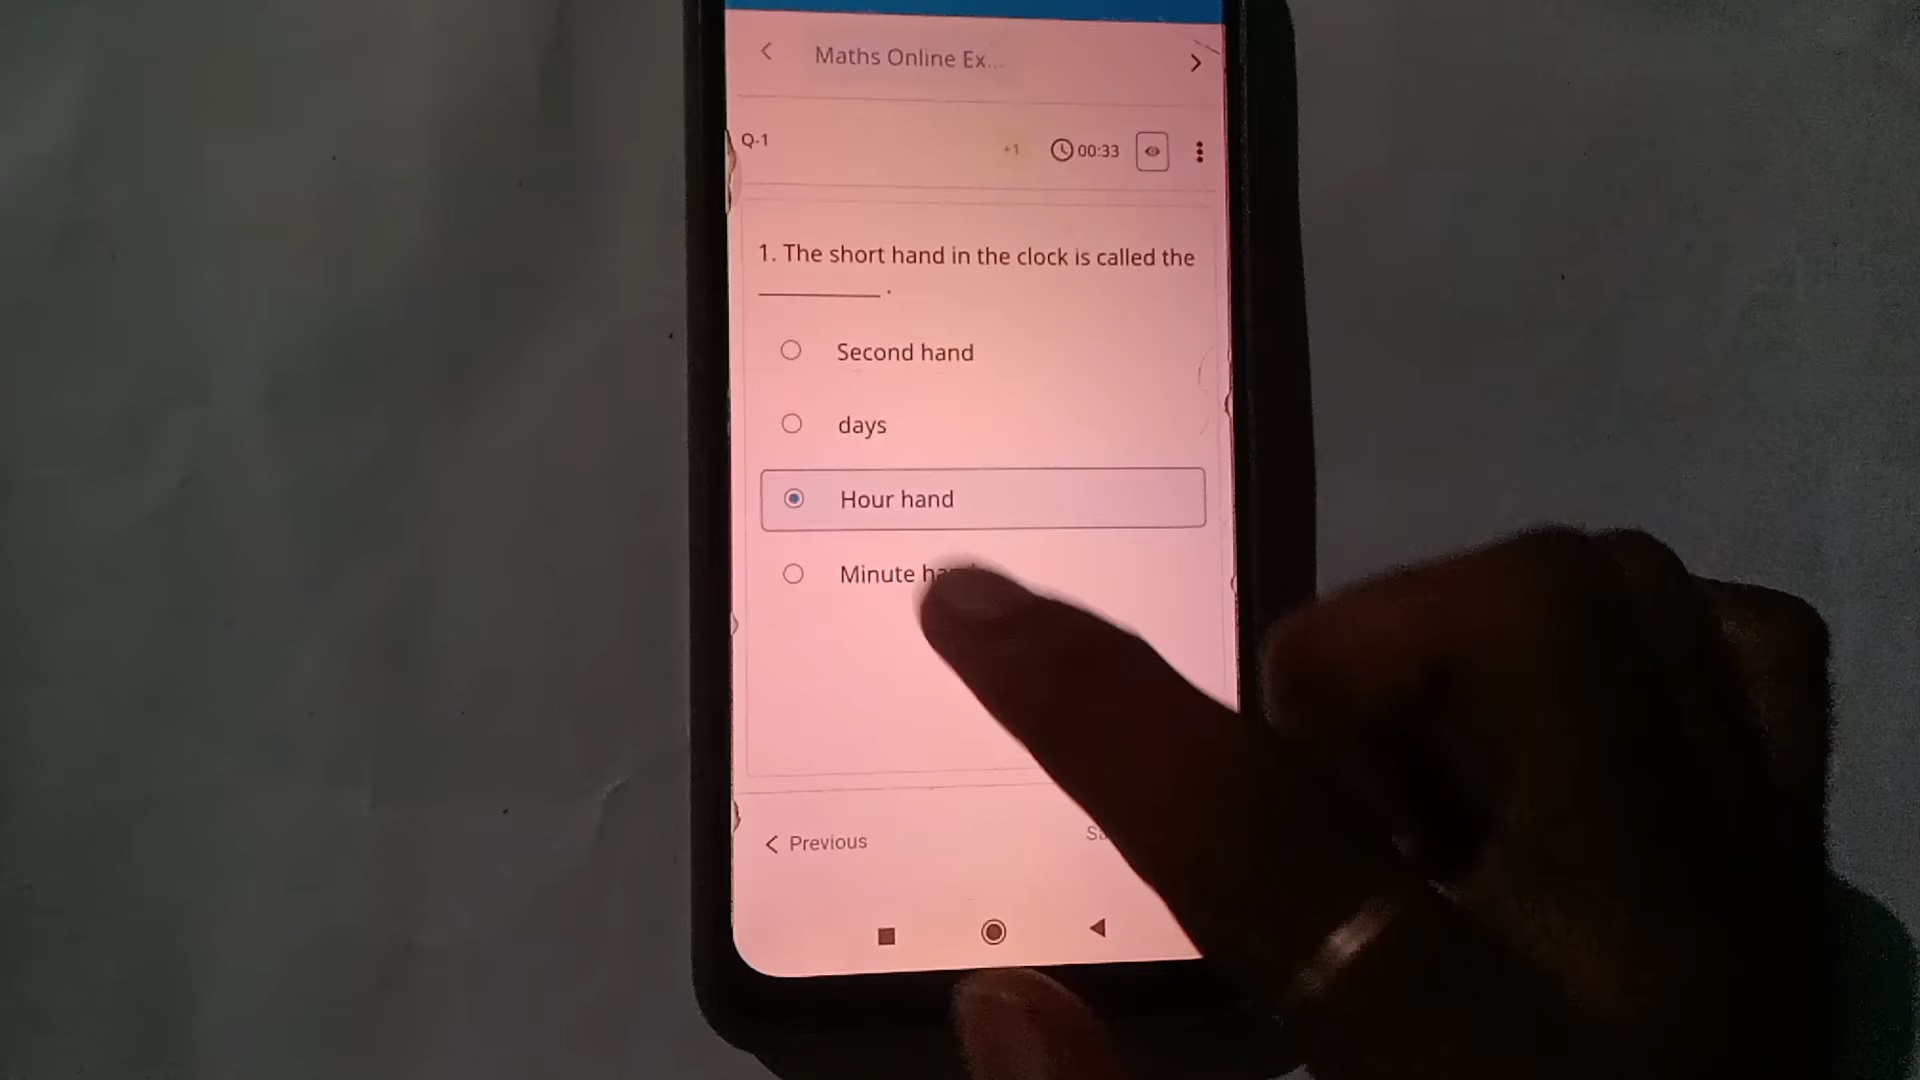 Maths Online Ex...
Q-1
+1 00:33
1. The short hand in the clock is called the
__________ .
Second hand
days
Hour hand
Minute
Previous